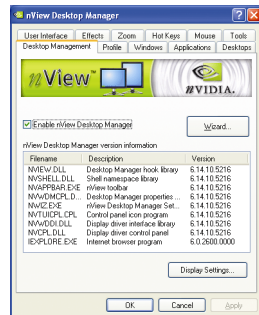 nView Desktop Manager
User Interface Effects Zoom Hot Keys Mouse Tools
Desktop Management Profile Windows Applications Desktops
nView™ NVIDIA.
Enable nView Desktop Manager
Wizard...
nView Desktop Manager version information
Filename Description Version
NVIEW.DLL Desktop Manager hook library 6.14.10.5216
NVSHELL.DLL Shell namespace library 6.14.10.5216
NVAPPBAR.EXE nView toolbar 6.14.10.5216
NVWDMCPL.D... Desktop Manager properties ... 6.14.10.5216
NWIZ.EXE nView Desktop Manager Set... 6.14.10.5216
NVTUICPL.CPL Control panel icon program 6.14.10.5216
NVWDDI.DLL Display driver interface library 6.14.10.5216
NVCPL.DLL Display driver control panel 6.14.10.5216
IEXPLORE.EXE Internet browser program 6.0.2600.0000
Display Settings...
OK Cancel Apply